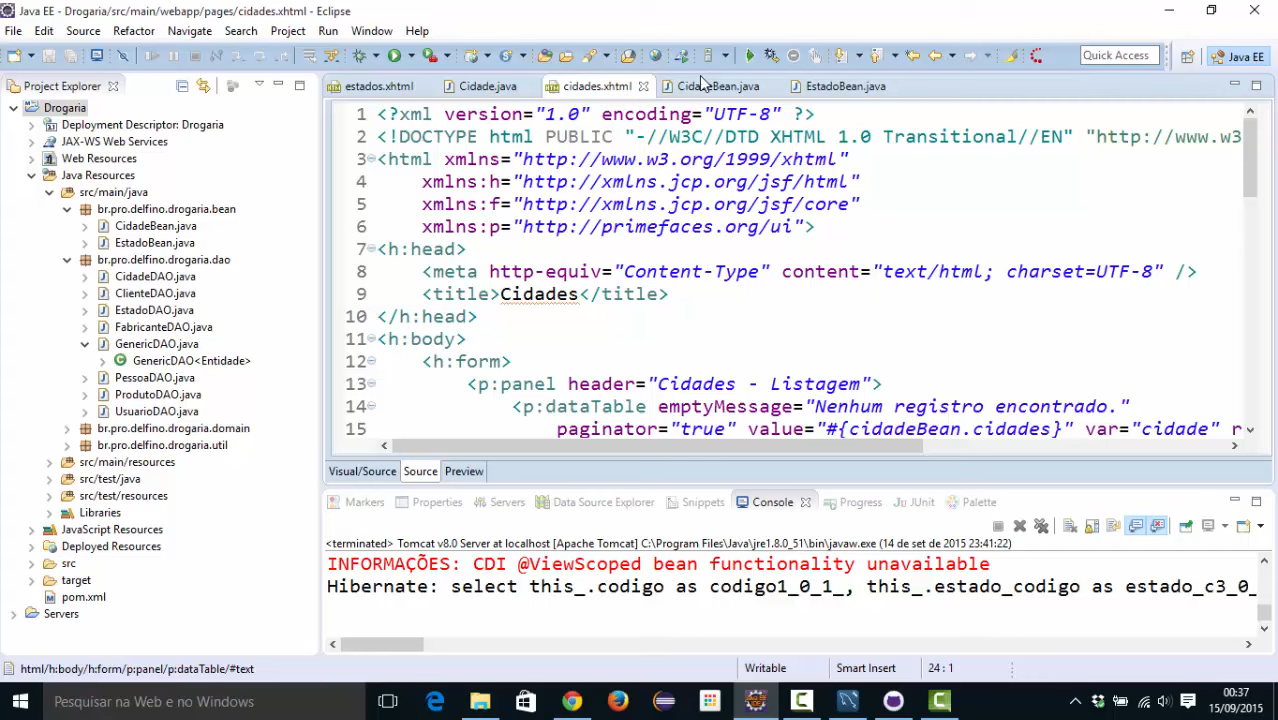 Java EE - Drogaria/src/main/webapp/pages/cidades.xhtml - Eclipse
File Edit Source Refactor Navigate Search Project Run Window Help
Quick Access Java EE
Project Explorer
Drogaria
Deployment Descriptor: Drogaria
JAX-WS Web Services
Web Resources
Java Resources
src/main/java
br.pro.delfino.drogaria.bean
CidadeBean.java
EstadoBean.java
br.pro.delfino.drogaria.dao
CidadeDAO.java
ClienteDAO.java
EstadoDAO.java
FabricanteDAO.java
GenericDAO.java
GenericDAO<Entidade>
PessoaDAO.java
ProdutoDAO.java
UsuarioDAO.java
br.pro.delfino.drogaria.domain
br.pro.delfino.drogaria.util
src/main/resources
src/test/java
src/test/resources
Libraries
JavaScript Resources
Deployed Resources
src
target
pom.xml
Servers
estados.xhtml Cidade.java cidades.xhtml CidadeBean.java EstadoBean.java
1 <?xml version="1.0" encoding="UTF-8" ?>
2 <!DOCTYPE html PUBLIC "-//W3C//DTD XHTML 1.0 Transitional//EN" "http://www.w3
3 <html xmlns="http://www.w3.org/1999/xhtml"
4 xmlns:h="http://xmlns.jcp.org/jsf/html"
5 xmlns:f="http://xmlns.jcp.org/jsf/core"
6 xmlns:p="http://primefaces.org/ui">
7 <h:head>
8 <meta http-equiv="Content-Type" content="text/html; charset=UTF-8" />
9 <title>Cidades</title>
10 </h:head>
11 <h:body>
12 <h:form>
13 <p:panel header="Cidades - Listagem">
14 <p:dataTable emptyMessage="Nenhum registro encontrado."
15 paginator="true" value="#{cidadeBean.cidades}" var="cidade" r
Visual/Source Source Preview
Markers Properties Servers Data Source Explorer Snippets Console Progress JUnit Palette
<terminated> Tomcat v8.0 Server at localhost [Apache Tomcat] C:\Program Files\Java\jre1.8.0_51\bin\javaw.exe (14 de set de 2015 23:41:22)
INFORMAÇÕES: CDI @ViewScoped bean functionality unavailable
Hibernate: select this_.codigo as codigo1_0_1_, this_.estado_codigo as estado_c3_0_
html/h:body/h:form/p:panel/p:dataTable/#text Writable Smart Insert 24 : 1
Pesquisar na Web e no Windows
00:37
15/09/2015